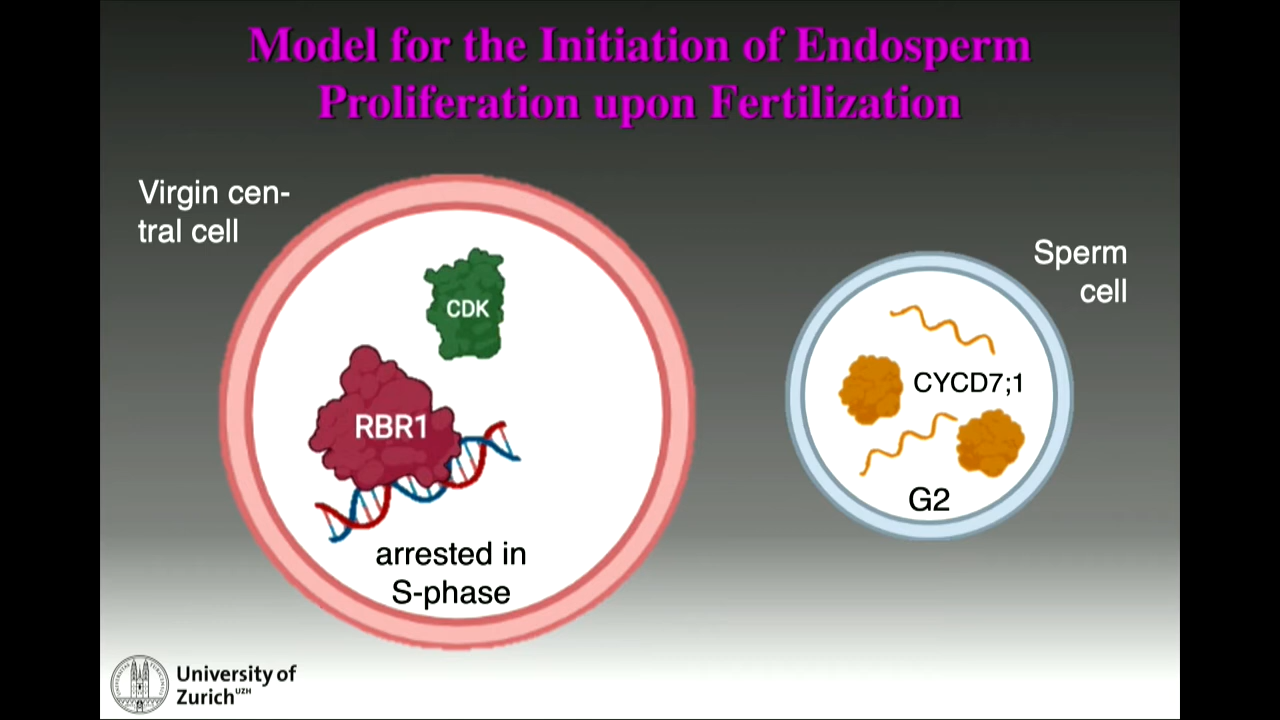 Model for the Initiation of Endosperm
Proliferation upon Fertilization
Virgin cen-
tral cell
Sperm
cell
CDK
RBR1
CYCD7;1
G2
arrested in
S-phase
University of
Zurich UZH